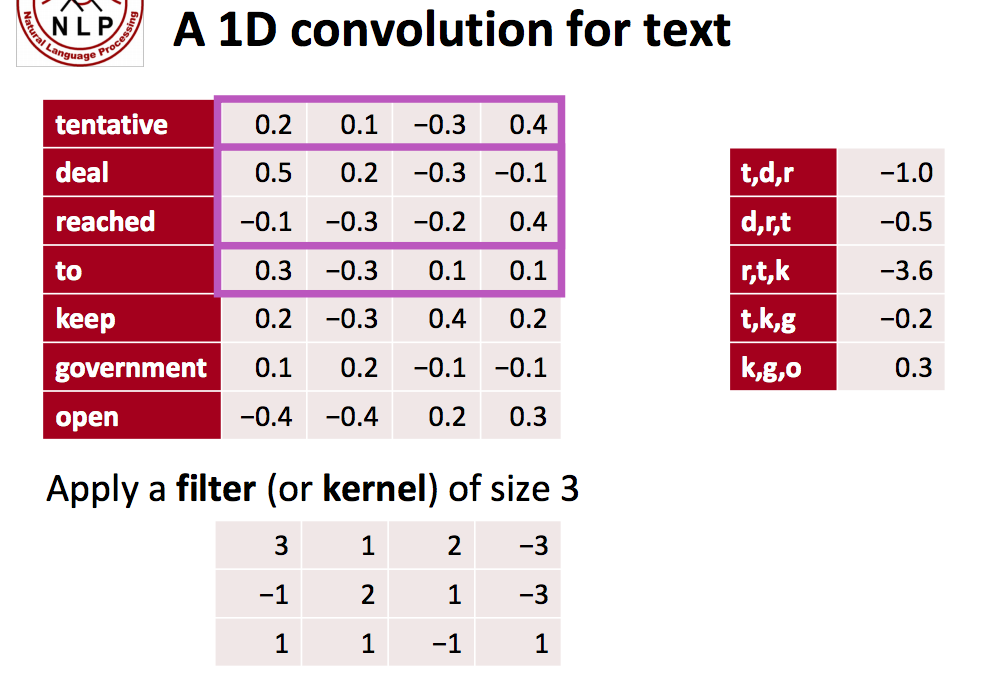 NLP
Natural Language Processing
A 1D convolution for text
tentative 0.2 0.1 −0.3 0.4
deal 0.5 0.2 −0.3 −0.1
reached −0.1 −0.3 −0.2 0.4
to 0.3 −0.3 0.1 0.1
keep 0.2 −0.3 0.4 0.2
government 0.1 0.2 −0.1 −0.1
open −0.4 −0.4 0.2 0.3
t,d,r −1.0
d,r,t −0.5
r,t,k −3.6
t,k,g −0.2
k,g,o 0.3
Apply a filter (or kernel) of size 3
3 1 2 −3
−1 2 1 −3
1 1 −1 1